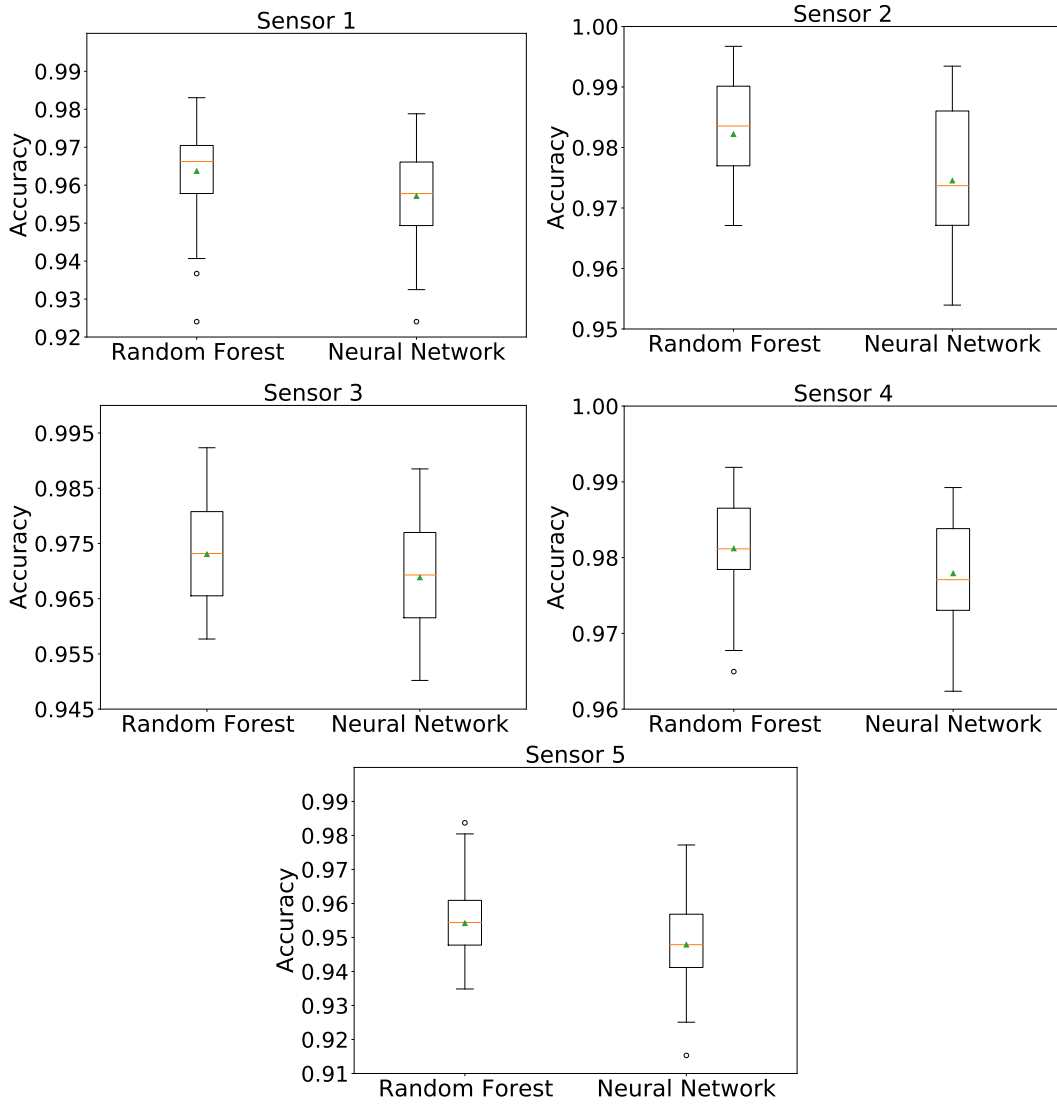 Sensor 1
Accuracy
0.99
0.98
0.97
0.96
0.95
0.94
0.93
0.92
Random Forest Neural Network
Sensor 2
Accuracy
1.00
0.99
0.98
0.97
0.96
0.95
Random Forest Neural Network
Sensor 3
Accuracy
0.995
0.985
0.975
0.965
0.955
0.945
Random Forest Neural Network
Sensor 4
Accuracy
1.00
0.99
0.98
0.97
0.96
Random Forest Neural Network
Sensor 5
Accuracy
0.99
0.98
0.97
0.96
0.95
0.94
0.93
0.92
0.91
Random Forest Neural Network